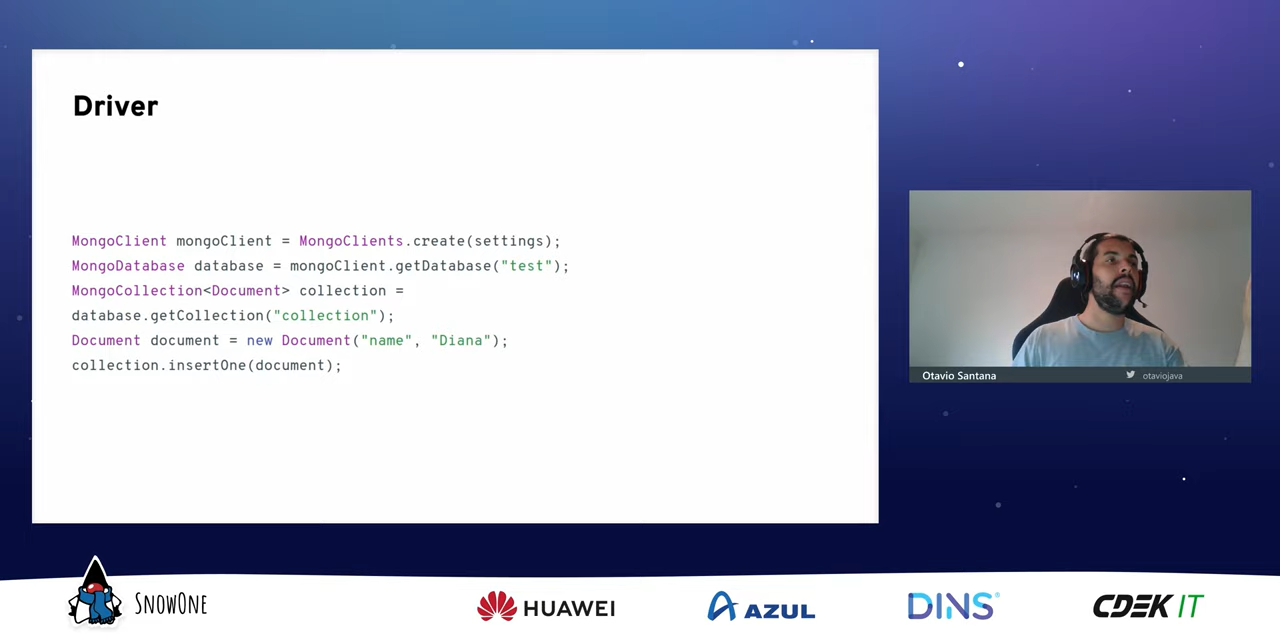 Driver
MongoClient mongoClient = MongoClients.create(settings);
MongoDatabase database = mongoClient.getDatabase("test");
MongoCollection<Document> collection =
database.getCollection("collection");
Document document = new Document("name", "Diana");
collection.insertOne(document);
Otavio Santana
otaviojava
SNOWONE
HUAWEI
AZUL
DINS
CDEK IT